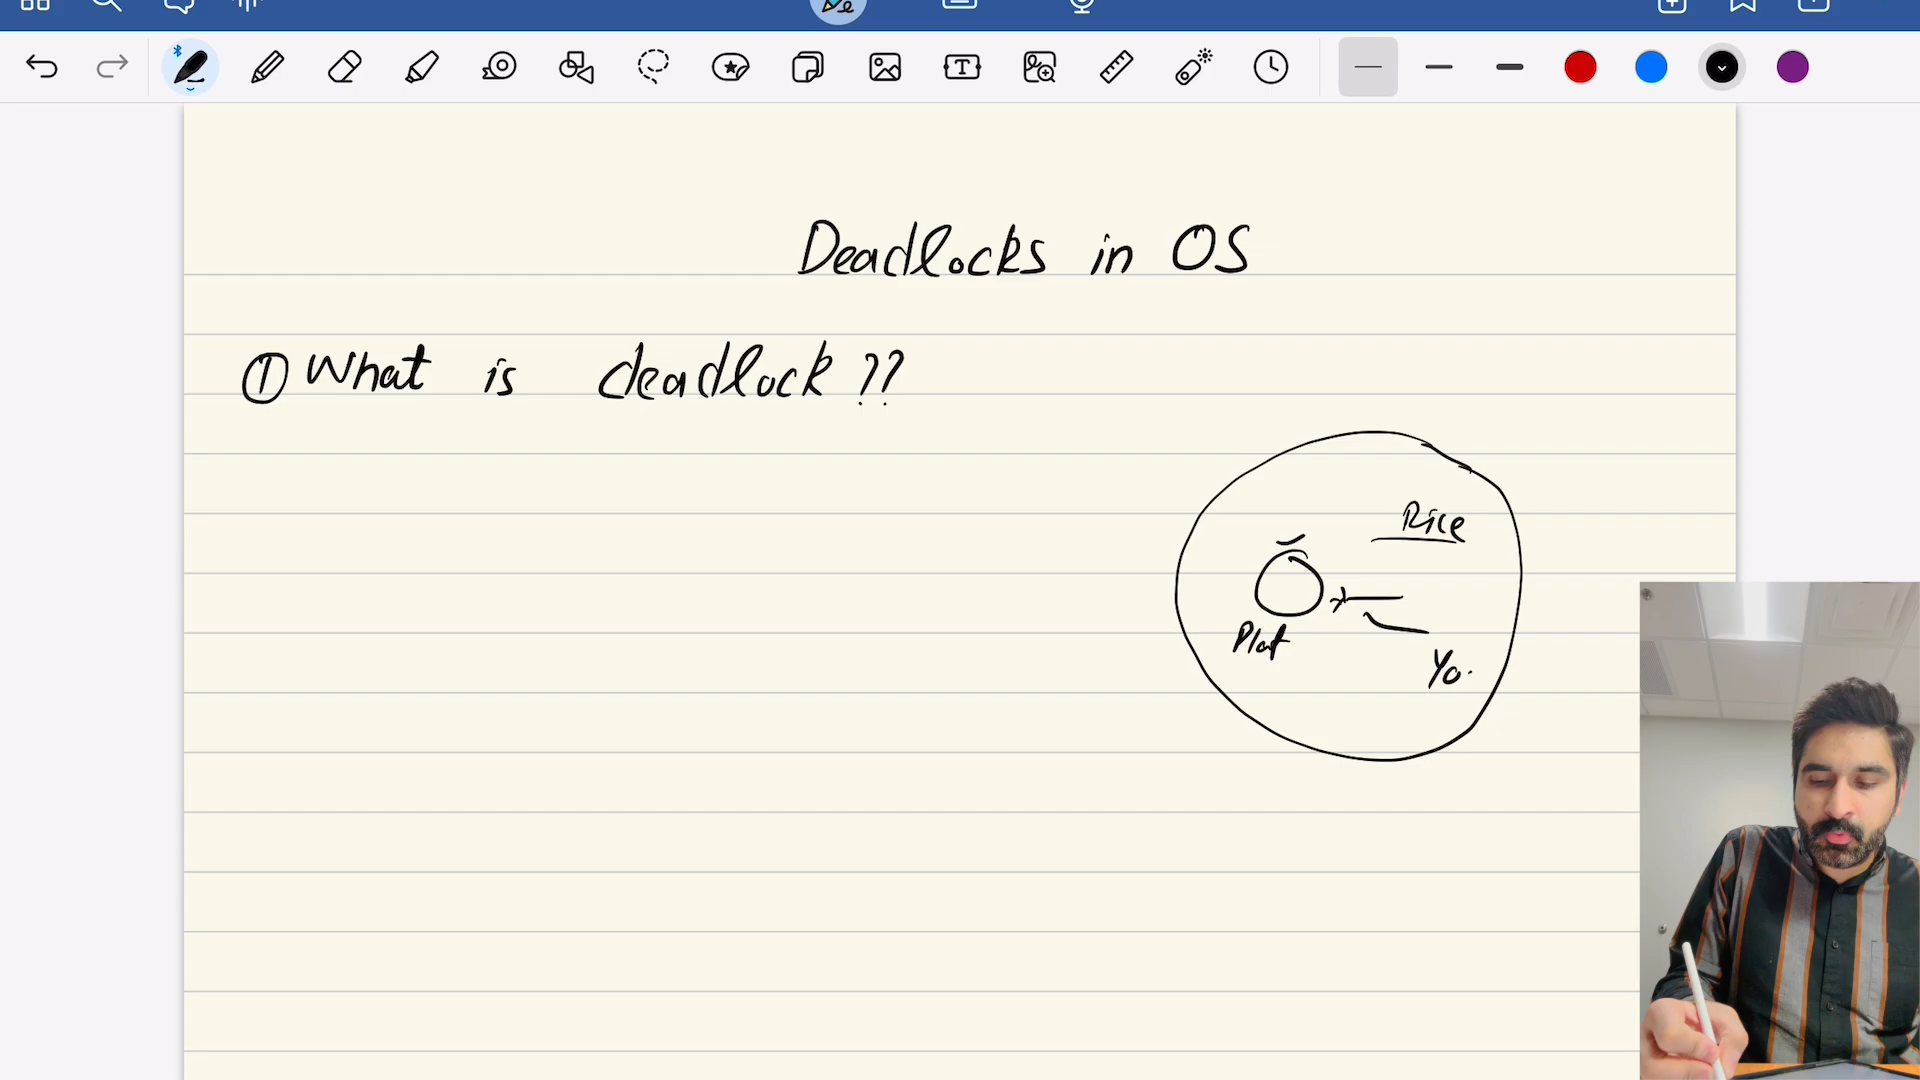 Deadlocks in OS
① What is deadlock ??
Rice
Plat
Yo.